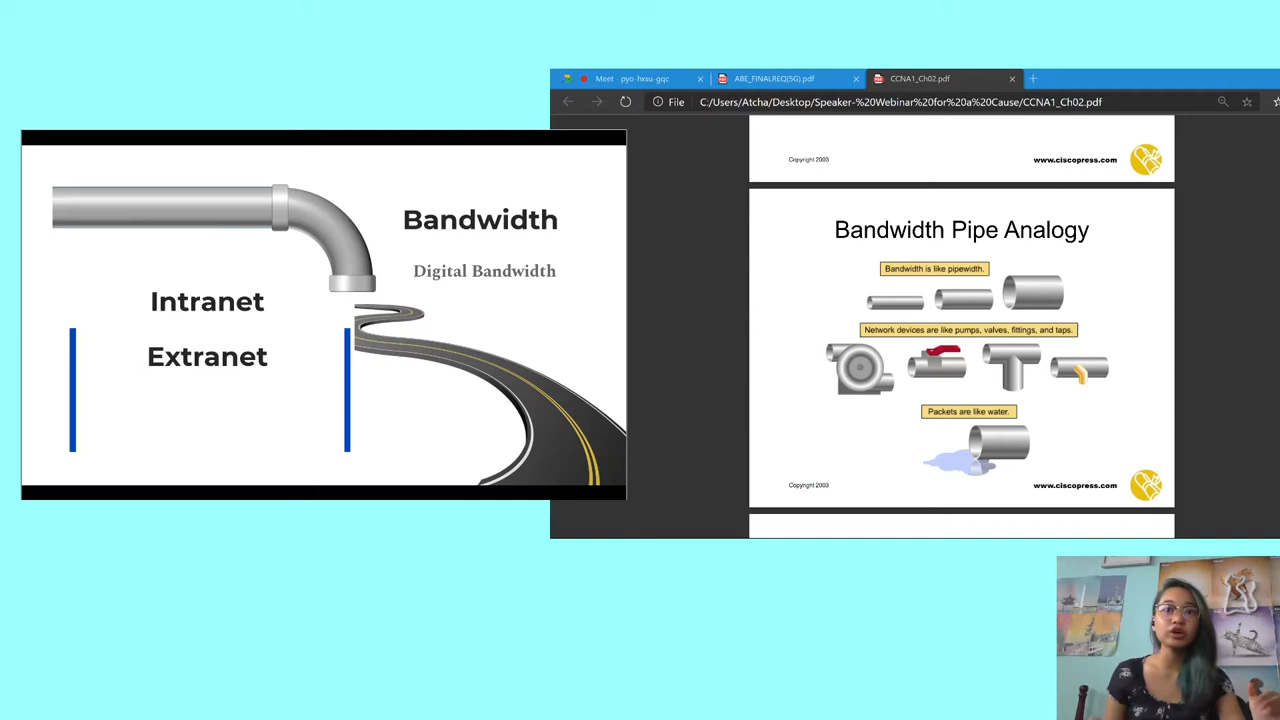 Bandwidth
Digital Bandwidth
Intranet
Extranet
Meet - pyo-hxsu-gqc
ABE_FINALREQ(5G).pdf
CCNA1_Ch02.pdf
File
C:/Users/Atcha/Desktop/Speaker-%20Webinar%20for%20a%20Cause/CCNA1_Ch02.pdf
Copyright 2003
www.ciscopress.com
Bandwidth Pipe Analogy
Bandwidth is like pipewidth.
Network devices are like pumps, valves, fittings, and taps.
Packets are like water.
Copyright 2003
www.ciscopress.com